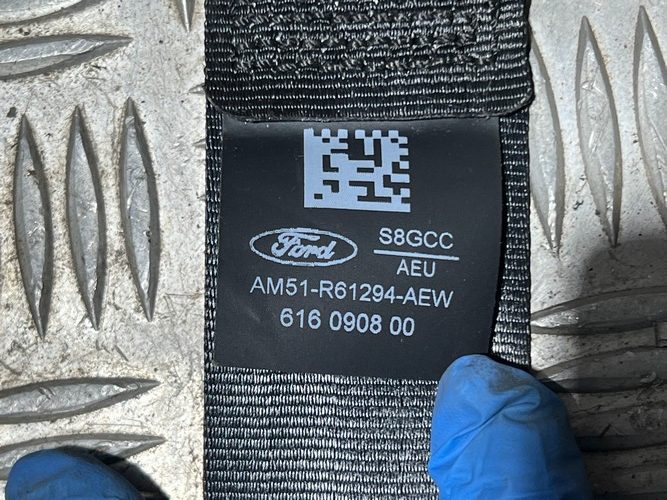 Ford
S8GCC
AEU
AM51-R61294-AEW
616 0908 00